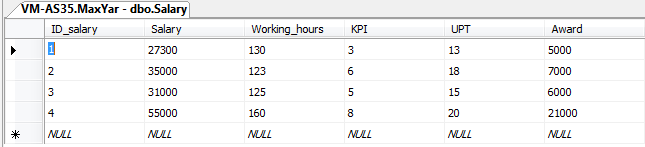 VM-AS35.MaxYar - dbo.Salary
ID_salary Salary Working_hours KPI UPT Award
1 27300 130 3 13 5000
2 35000 123 6 18 7000
3 31000 125 5 15 6000
4 55000 160 8 20 21000
NULL NULL NULL NULL NULL NULL